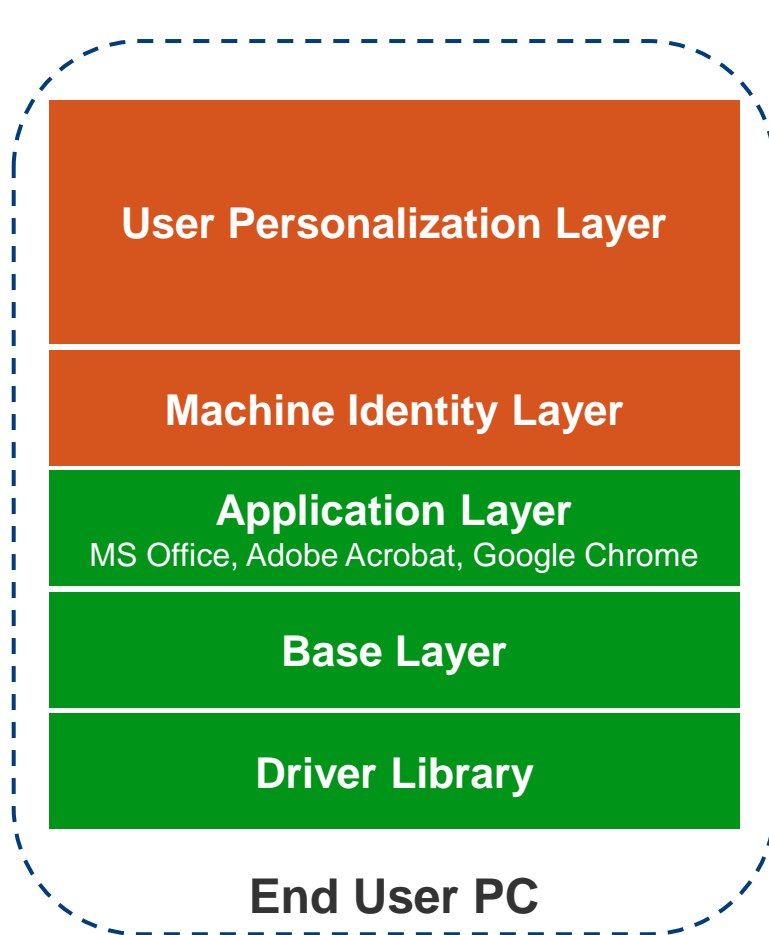 User Personalization Layer
Machine Identity Layer
Application Layer
MS Office, Adobe Acrobat, Google Chrome
Base Layer
Driver Library
End User PC